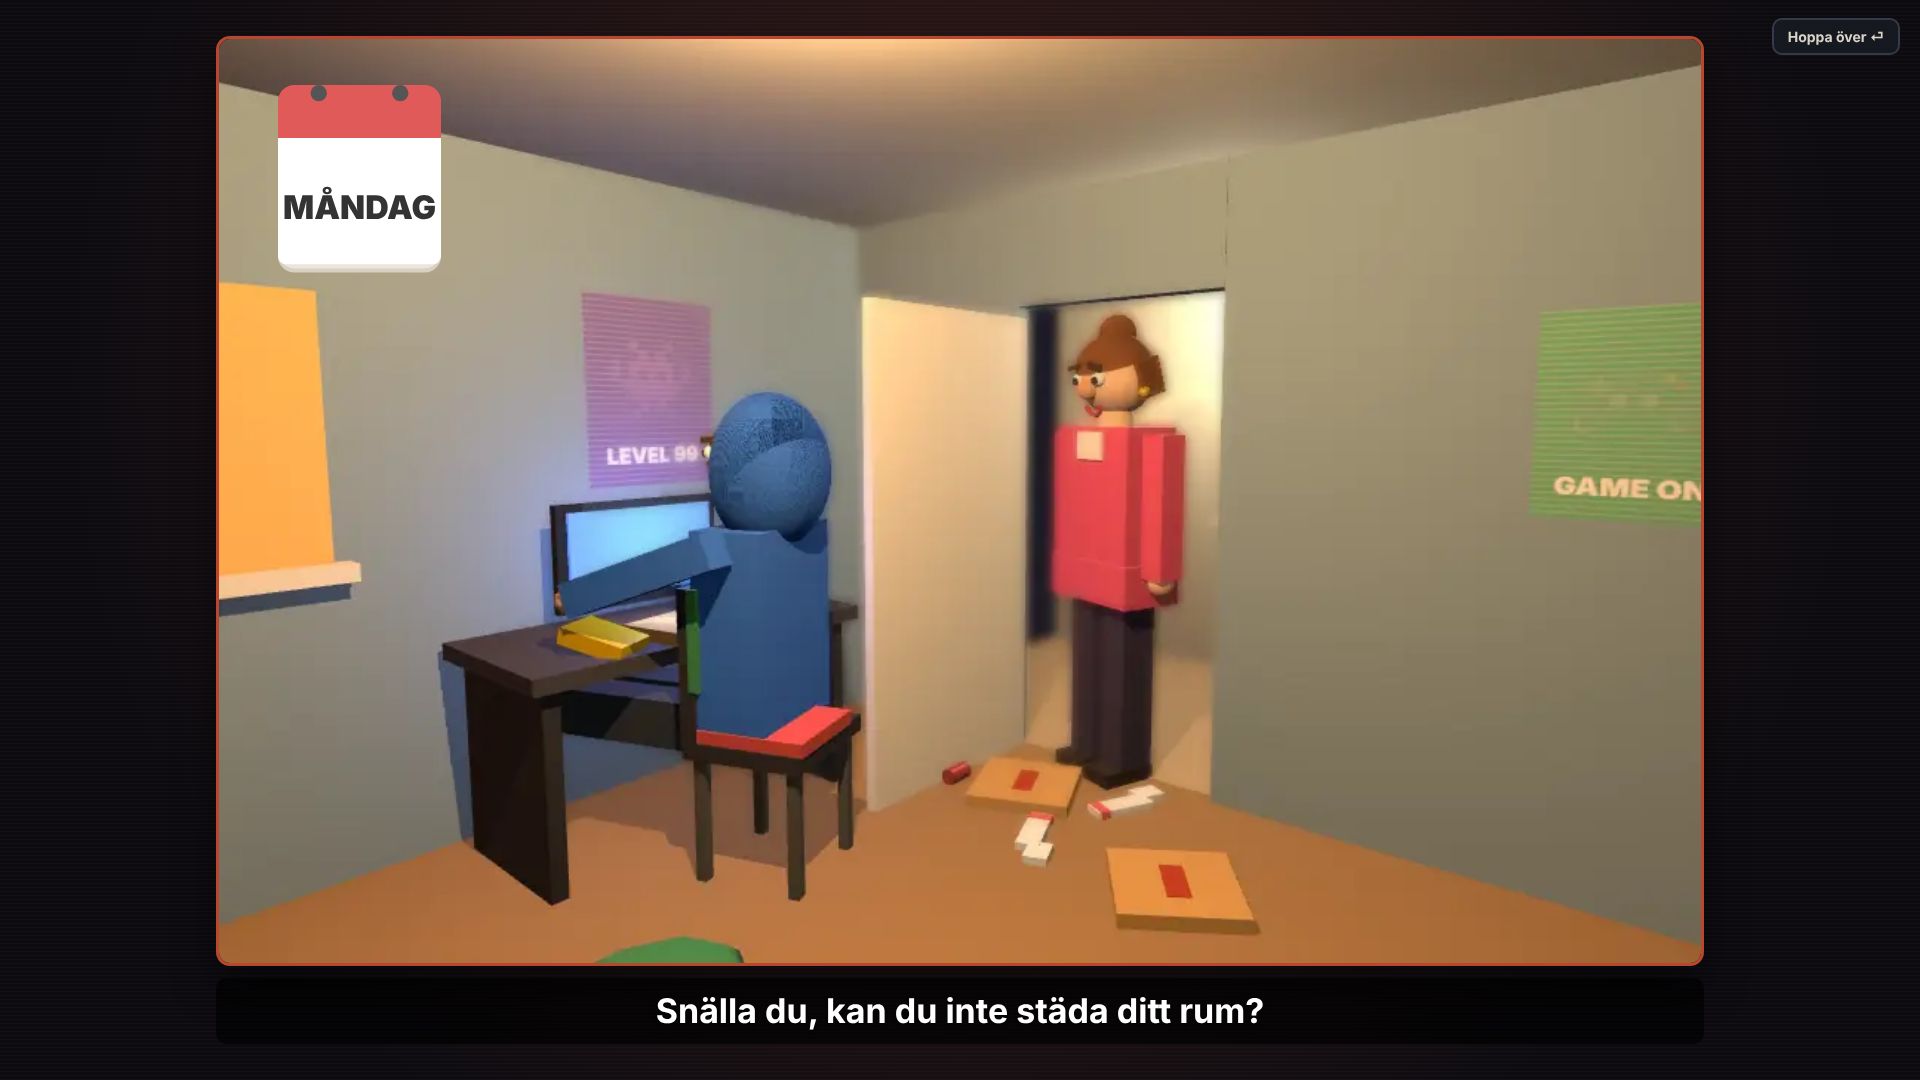 Hoppa över ⏎
MÅNDAG
LEVEL 99
GAME ON
Snälla du, kan du inte städa ditt rum?